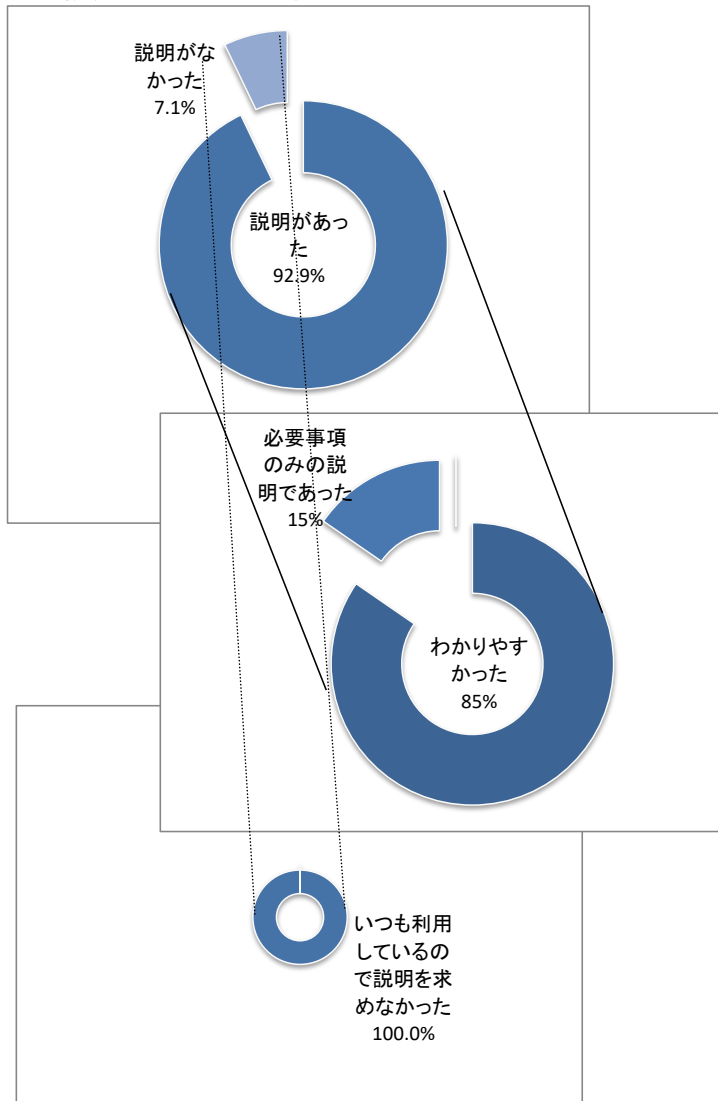 説明がな
かった
7.1%
説明があっ
た
92.9%
必要事項
のみの説
明であった
15%
わかりやす
かった
85%
いつも利用
しているの
で説明を求
めなかった
100.0%